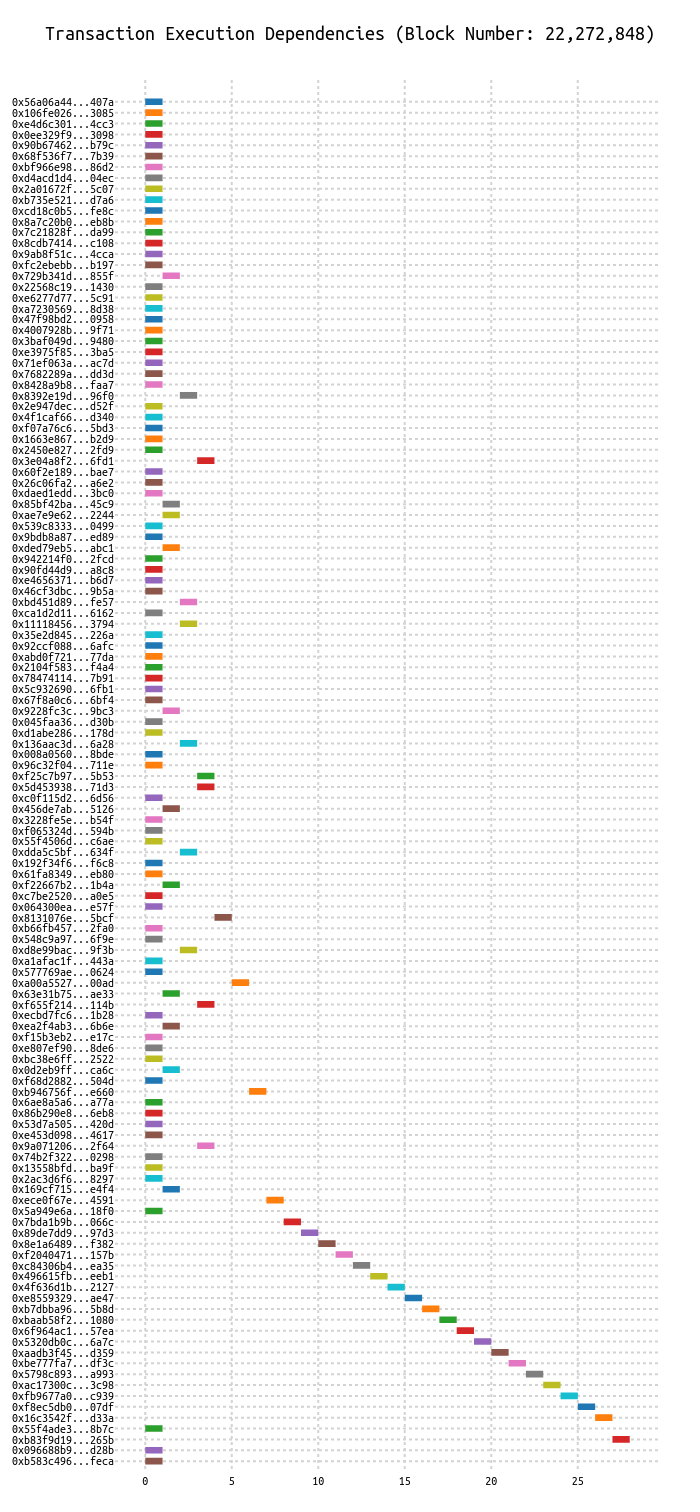 Transaction Execution Dependencies (Block Number: 22,272,848)
0x56a06a44...407a
0x106fe026...3085
0xe4d6c301...4cc3
0x0ee329f9...3098
0x90b67462...b79c
0x68f536f7...7b39
0xbf966e98...86d2
0xd4acd1d4...04ec
0x2a01672f...5c07
0xb735e521...d7a6
0xcd18c0b5...fe8c
0x8a7c20b0...eb8b
0x7c21828f...da99
0x8cdb7414...c108
0x9ab8f51c...4cca
0xfc2ebebb...b197
0x729b341d...855f
0x22568c19...1430
0xe6277d77...5c91
0xa7230569...8d38
0x47f98bd2...0958
0x4007928b...9f71
0x3baf049d...9480
0xe3975f85...3ba5
0x71ef063a...ac7d
0x7682289a...dd3d
0x8428a9b8...faa7
0x8392e19d...96f0
0x2e947dec...d52f
0x4f1caf66...d340
0xf07a76c6...5bd3
0x1663e867...b2d9
0x2450e827...2fd9
0x3e04a8f2...6fd1
0x60f2e189...bae7
0x26c06fa2...a6e2
0xdaed1edd...3bc0
0x85bf42ba...45c9
0xae7e9e62...2244
0x539c8333...0499
0x9bdb8a87...ed89
0xded79eb5...abc1
0x942214f0...2fcd
0x90fd44d9...a8c8
0xe4656371...b6d7
0x46cf3dbc...9b5a
0xbd451d89...fe57
0xca1d2d11...6162
0x11118456...3794
0x35e2d845...226a
0x92ccf088...6afc
0xabd0f721...77da
0x2104f583...f4a4
0x78474114...7b91
0x5c932690...6fb1
0x67f8a0c6...6bf4
0x9228fc3c...9bc3
0x045faa36...d30b
0xd1abe286...178d
0x136aac3d...6a28
0x008a0560...8bde
0x96c32f04...711e
0xf25c7b97...5b53
0x5d453938...71d3
0xc0f115d2...6d56
0x456de7ab...5126
0x3228fe5e...b54f
0xf065324d...594b
0x55f4506d...c6ae
0xdda5c5bf...634f
0x192f34f6...f6c8
0x61fa8349...eb80
0xf22667b2...1b4a
0xc7be2520...a0e5
0x064300ea...e57f
0x8131076e...5bcf
0xb66fb457...2fa0
0x548c9a97...6f9e
0xd8e99bac...9f3b
0xa1afac1f...443a
0x577769ae...0624
0xa00a5527...00ad
0x63e31b75...ae33
0xf655f214...114b
0xecbd7fc6...1b28
0xea2f4ab3...6b6e
0xf15b3eb2...e17c
0xe807ef90...8de6
0xbc38e6ff...2522
0x0d2eb9ff...ca6c
0xf68d2882...504d
0xb946756f...e660
0x6ae8a5a6...a77a
0x86b290e8...6eb8
0x53d7a505...420d
0xe453d098...4617
0x9a071206...2f64
0x74b2f322...0298
0x13558bfd...ba9f
0x2ac3d6f6...8297
0x169cf715...e4f4
0xece0f67e...4591
0x5a949e6a...18f0
0x7bda1b9b...066c
0x89de7dd9...97d3
0x8e1a6489...f382
0xf2040471...157b
0xc84306b4...ea35
0x496615fb...eeb1
0x4f636d1b...2127
0xe8559329...ae47
0xb7dbba96...5b8d
0xbaab58f2...1080
0x6f964ac1...57ea
0x5320db0c...6a7c
0xaadb3f45...d359
0xbe777fa7...df3c
0x5798c893...a993
0xac17300c...3c98
0xfb9677a0...c939
0xf8ec5db0...07df
0x16c3542f...d33a
0x55f4ade3...8b7c
0xb83f9d19...265b
0x096688b9...d28b
0xb583c496...feca
0 5 10 15 20 25